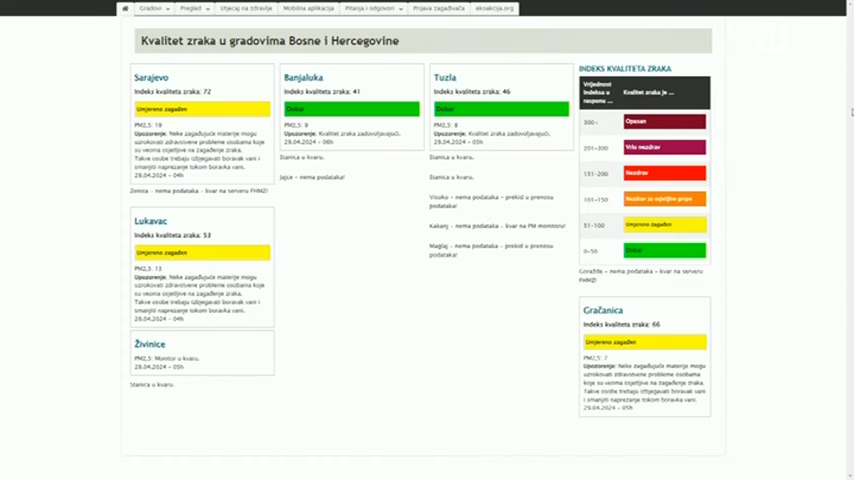 Gradovi
Pregled
Utjecaj na zdravlje
Mobilna aplikacija
Pitanja i odgovori
Prijava zagađivača
ekoakcija.org
Kvalitet zraka u gradovima Bosne i Hercegovine
Sarajevo
Indeks kvaliteta zraka: 72
Umjereno zagađen
PM2,5: 19
Upozorenje: Neke zagađujuće materije mogu
uzrokovati zdravstvene probleme osobama
koje su veoma osjetljive na zagađenje zraka.
Takve osobe trebaju izbjegavati boravak vani i
smanjiti naprezanje tokom boravka vani.
28.04.2024 - 04h
Zenica - nema podataka - kvar na serveru FHMZ!
Lukavac
Indeks kvaliteta zraka: 53
Umjereno zagađen
PM2,5: 13
Upozorenje: Neke zagađujuće materije mogu
uzrokovati zdravstvene probleme osobama
koje su veoma osjetljive na zagađenje zraka.
Takve osobe trebaju izbjegavati boravak vani i
smanjiti naprezanje tokom boravka vani.
28.04.2024 - 04h
Živinice
PM2,5: Monitor u kvaru.
28.04.2024 - 05h
Stanica u kvaru.
Banjaluka
Indeks kvaliteta zraka: 41
Dobar
PM2,5: 9
Upozorenje: Kvalitet zraka zadovoljavajući.
28.04.2024 - 06h
Stanica u kvaru.
Jajce - nema podataka!
Tuzla
Indeks kvaliteta zraka: 46
Dobar
PM2,5: 8
Upozorenje: Kvalitet zraka zadovoljavajući.
28.04.2024 - 05h
Stanica u kvaru.
Stanica u kvaru.
Visoko - nema podataka - prekid u prenosu
podataka!
Kakanj - nema podataka - kvar na PM monitoru!
Maglaj - nema podataka - prekid u prenosu
podataka!
INDEKS KVALITETA ZRAKA
Vrijednost
indeksa u
rasponu ...
Kvalitet zraka je ...
300>
Opasan
201-300
Vrlo nezdrav
151-200
Nezdrav
101-150
Nezdrav za osjetljive grupe
51-100
Umjereno zagađen
0-50
Dobar
Goražde - nema podataka - kvar na serveru
FHMZ!
Gračanica
Indeks kvaliteta zraka: 66
Umjereno zagađen
PM2,5: 7
Upozorenje: Neke zagađujuće materije mogu
uzrokovati zdravstvene probleme osobama
koje su veoma osjetljive na zagađenje zraka.
Takve osobe trebaju izbjegavati boravak vani i
smanjiti naprezanje tokom boravka vani.
28.04.2024 - 05h